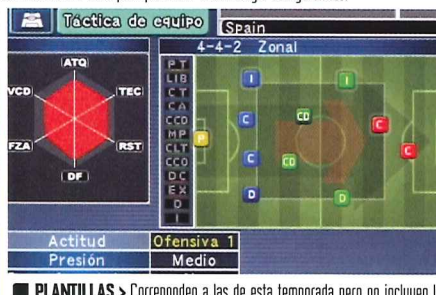 Táctica de equipo
Spain
4-4-2 Zonal
ATQ
VCD
TEC
FZA
RST
DF
PT
LIB
CT
CA
CCD
MP
CLT
CCO
DC
EX
D
I
I
I
C
CD
C
P
C
CD
C
D
D
Actitud
Ofensiva 1
Presión
Medio
PLANTILLAS > Corresponden a las de esta temporada pero no incluyen l